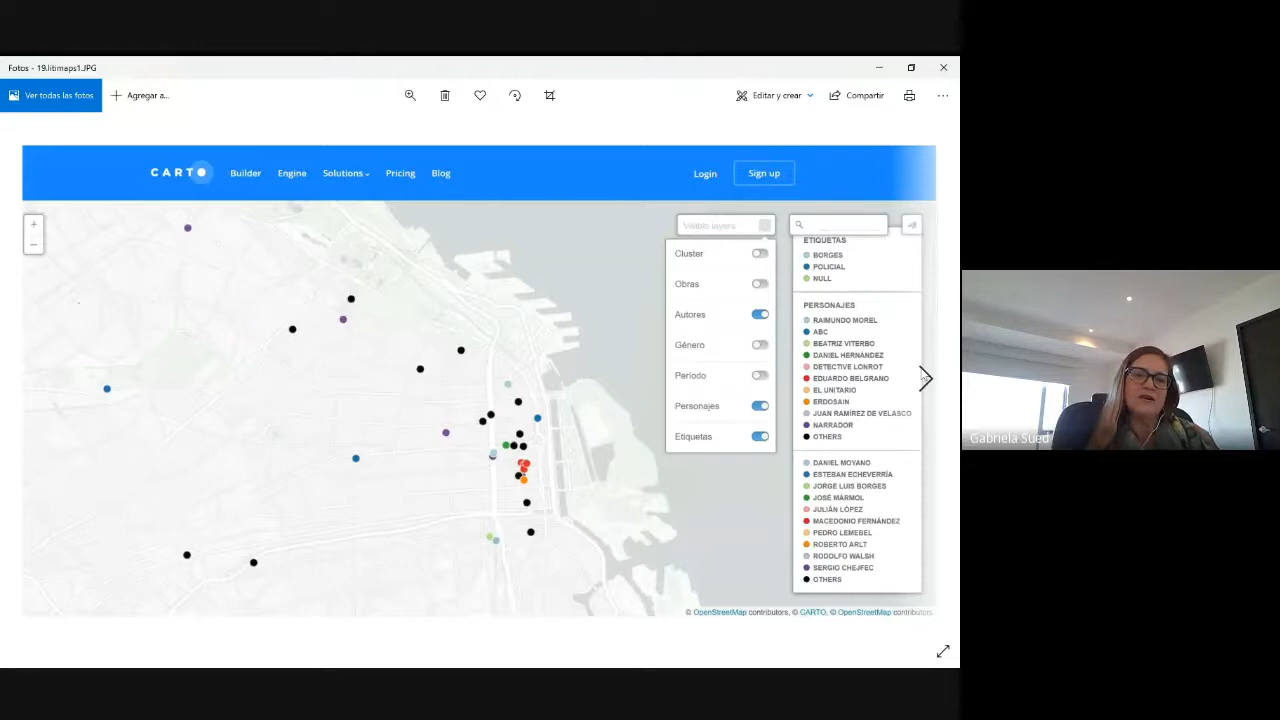 Fotos - 19.litimaps1.JPG
Ver todas las fotos
Agregar a...
Editar y crear
Compartir
CARTO
Builder
Engine
Solutions
Pricing
Blog
Login
Sign up
+
−
Visible layers
Cluster
Obras
Autores
Género
Período
Personajes
Etiquetas
ETIQUETAS
BORGES
POLICIAL
NULL
PERSONAJES
RAIMUNDO MOREL
ABC
BEATRIZ VITERBO
DANIEL HERNÁNDEZ
DETECTIVE LONROT
EDUARDO BELGRANO
EL UNITARIO
ERDOSAIN
JUAN RAMÍREZ DE VELASCO
NARRADOR
OTHERS
DANIEL MOYANO
ESTEBAN ECHEVERRÍA
JORGE LUIS BORGES
JOSÉ MÁRMOL
JULIÁN LÓPEZ
MACEDONIO FERNÁNDEZ
PEDRO LEMEBEL
ROBERTO ARLT
RODOLFO WALSH
SERGIO CHEJFEC
OTHERS
© OpenStreetMap contributors, © CARTO, © OpenStreetMap contributors
Gabriela Sued